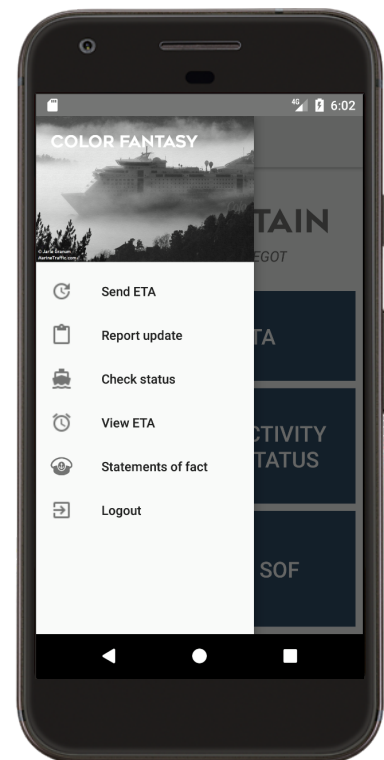 4G 6:02
COLOR FANTASY
© Jarle Grønum,
MarineTraffic.com
TAIN
EGOT
Send ETA
TA
Report update
Check status
View ETA
CTIVITY
TATUS
Statements of fact
Logout
SOF